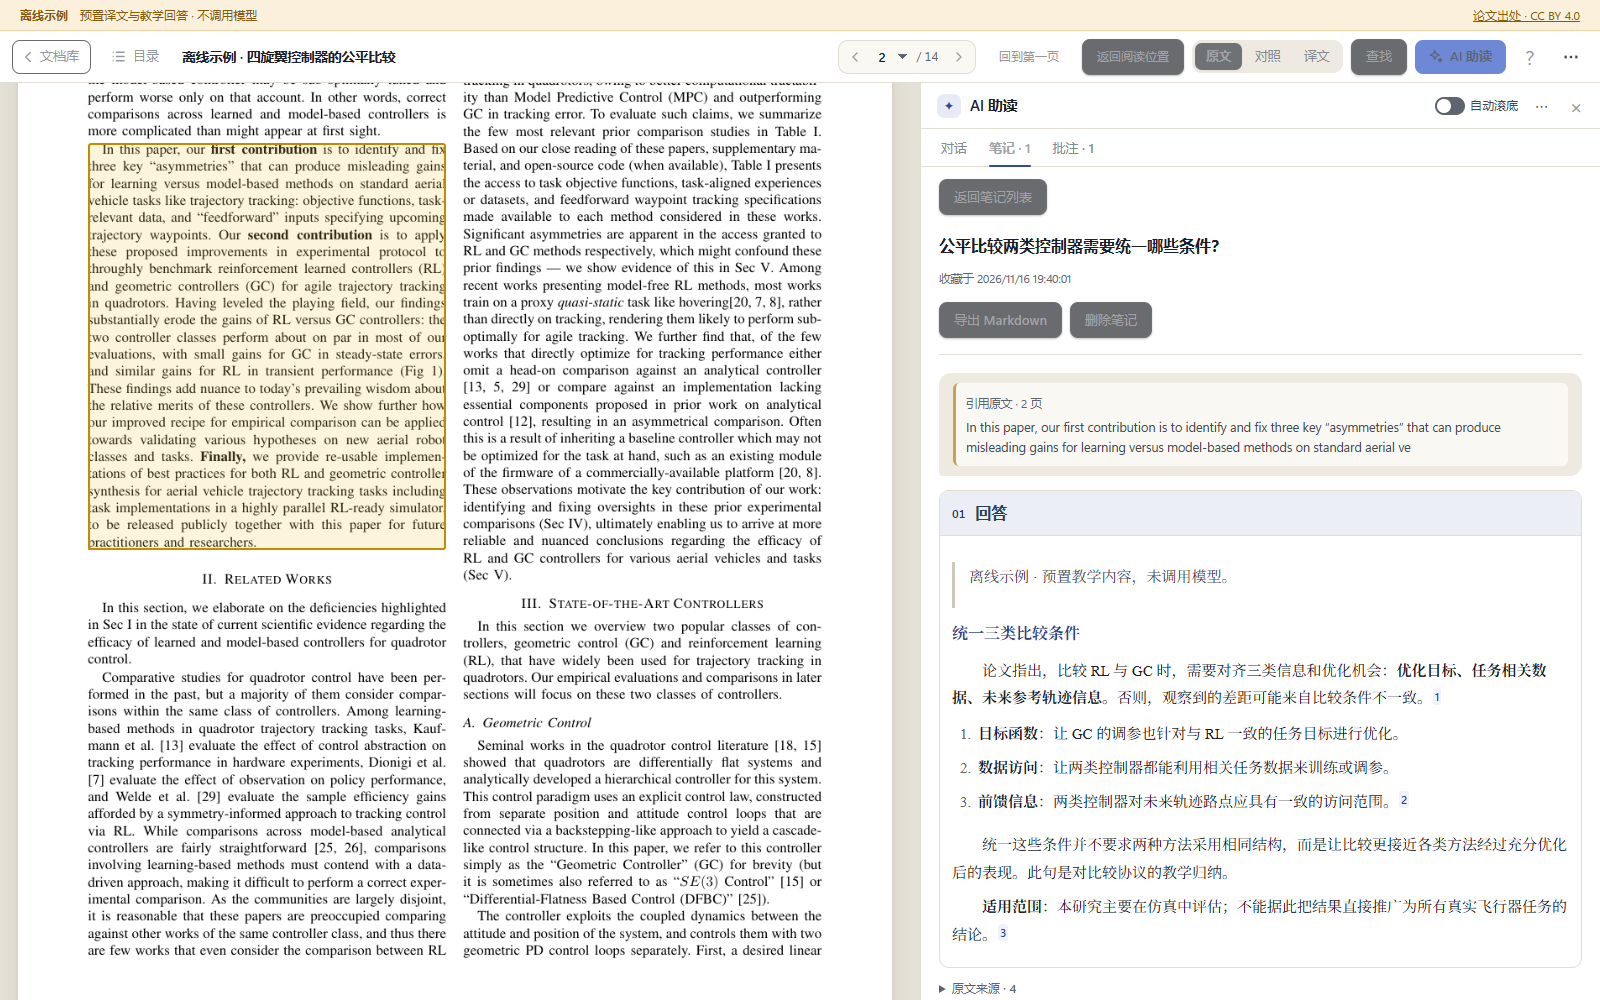 离线示例 预置译文与教学回答 · 不调用模型
论文出处 · CC BY 4.0
文档库
目录
离线示例 · 四旋翼控制器的公平比较
2 / 14
回到第一页
返回阅读位置
原文
对照
译文
查找
AI 助读
?
perform worse only on that account. In other words, correct
comparisons across learned and model-based controllers is
more complicated than might appear at first sight.
In this paper, our first contribution is to identify and fix
three key “asymmetries” that can produce misleading gains
for learning versus model-based methods on standard aerial
vehicle tasks like trajectory tracking: objective functions, task-
relevant data, and “feedforward” inputs specifying upcoming
trajectory waypoints. Our second contribution is to apply
these proposed improvements in experimental protocol to
throughly benchmark reinforcement learned controllers (RL)
and geometric controllers (GC) for agile trajectory tracking
in quadrotors. Having leveled the playing field, our findings
substantially erode the gains of RL versus GC controllers: the
two controller classes perform about on par in most of our
evaluations, with small gains for GC in steady-state errors,
and similar gains for RL in transient performance (Fig 1).
These findings add nuance to today's prevailing wisdom about
the relative merits of these controllers. We show further how
our improved recipe for empirical comparison can be applied
towards validating various hypotheses on new aerial robot
classes and tasks. Finally, we provide re-usable implemen-
tations of best practices for both RL and geometric controller
synthesis for aerial vehicle trajectory tracking tasks including
task implementations in a highly parallel RL-ready simulator,
to be released publicly together with this paper for future
practitioners and researchers.
II. RELATED WORKS
In this section, we elaborate on the deficiencies highlighted
in Sec I in the state of current scientific evidence regarding the
efficacy of learned and model-based controllers for quadrotor
control.
Comparative studies for quadrotor control have been per-
formed in the past, but a majority of them consider compar-
isons within the same class of controllers. Among learning-
based methods in quadrotor trajectory tracking tasks, Kauf-
mann et al. [13] evaluate the effect of control abstraction on
tracking performance in hardware experiments, Dionigi et al.
[7] evaluate the effect of observation on policy performance,
and Welde et al. [29] evaluate the sample efficiency gains
afforded by a symmetry-informed approach to tracking control
via RL. While comparisons across model-based analytical
controllers are fairly straightforward [25, 26], comparisons
involving learning-based methods must contend with a data-
driven approach, making it difficult to perform a correct exper-
imental comparison. As the communities are largely disjoint,
it is reasonable that these papers are preoccupied comparing
against other works of the same controller class, and thus there
are few works that even consider the comparison between RL
ity than Model Predictive Control (MPC) and outperforming
GC in tracking error. To evaluate such claims, we summarize
the few most relevant prior comparison studies in Table I.
Based on our close reading of these papers, supplementary ma-
terial, and open-source code (when available), Table I presents
the access to task objective functions, task-aligned experiences
or datasets, and feedforward waypoint tracking specifications
made available to each method considered in these works.
Significant asymmetries are apparent in the access granted to
RL and GC methods respectively, which might confound these
prior findings — we show evidence of this in Sec V. Among
recent works presenting model-free RL methods, most works
train on a proxy quasi-static task like hovering[20, 7, 8], rather
than directly on tracking, rendering them likely to perform sub-
optimally for agile tracking. We further find that, of the few
works that directly optimize for tracking performance either
omit a head-on comparison against an analytical controller
[13, 5, 29] or compare against an implementation lacking
essential components proposed in prior work on analytical
control [12], resulting in an asymmetrical comparison. Often
this is a result of inheriting a baseline controller which may not
be optimized for the task at hand, such as an existing module
of the firmware of a commercially-available platform [20, 8].
These observations motivate the key contribution of our work:
identifying and fixing oversights in these prior experimental
comparisons (Sec IV), ultimately enabling us to arrive at more
reliable and nuanced conclusions regarding the efficacy of
RL and GC controllers for various aerial vehicles and tasks
(Sec V).
III. STATE-OF-THE-ART CONTROLLERS
In this section we overview two popular classes of con-
trollers, geometric control (GC) and reinforcement learning
(RL), that have widely been used for trajectory tracking in
quadrotors. Our empirical evaluations and comparisons in later
sections will focus on these two classes of controllers.
A. Geometric Control
Seminal works in the quadrotor control literature [18, 15]
showed that quadrotors are differentially flat systems and
analytically developed a hierarchical controller for this system.
This control paradigm uses an explicit control law, constructed
from separate position and attitude control loops that are
connected via a backstepping-like approach to yield a cascade-
like control structure. In this paper, we refer to this controller
simply as the “Geometric Controller” (GC) for brevity (but
it is sometimes also referred to as “SE(3) Control” [15] or
“Differential-Flatness Based Control (DFBC)” [25]).
The controller exploits the coupled dynamics between the
attitude and position of the system, and controls them with two
geometric PD control loops separately. First, a desired linear
AI 助读
自动滚底
对话
笔记 · 1
批注 · 1
返回笔记列表
公平比较两类控制器需要统一哪些条件?
收藏于 2026/11/16 19:40:01
导出 Markdown
删除笔记
引用原文 · 2 页
In this paper, our first contribution is to identify and fix three key “asymmetries” that can produce
misleading gains for learning versus model-based methods on standard aerial ve
01 回答
离线示例 · 预置教学内容，未调用模型。
统一三类比较条件
论文指出，比较 RL 与 GC 时，需要对齐三类信息和优化机会：优化目标、任务相关数
据、未来参考轨迹信息。否则，观察到的差距可能来自比较条件不一致。 1
1. 目标函数：让 GC 的调参也针对与 RL 一致的任务目标进行优化。
2. 数据访问：让两类控制器都能利用相关任务数据来训练或调参。
3. 前馈信息：两类控制器对未来轨迹路点应具有一致的访问范围。 2
统一这些条件并不要求两种方法采用相同结构，而是让比较更接近各类方法经过充分优化
后的表现。此句是对比较协议的教学归纳。
适用范围：本研究主要在仿真中评估；不能据此把结果直接推广为所有真实飞行器任务的
结论。 3
原文来源 · 4